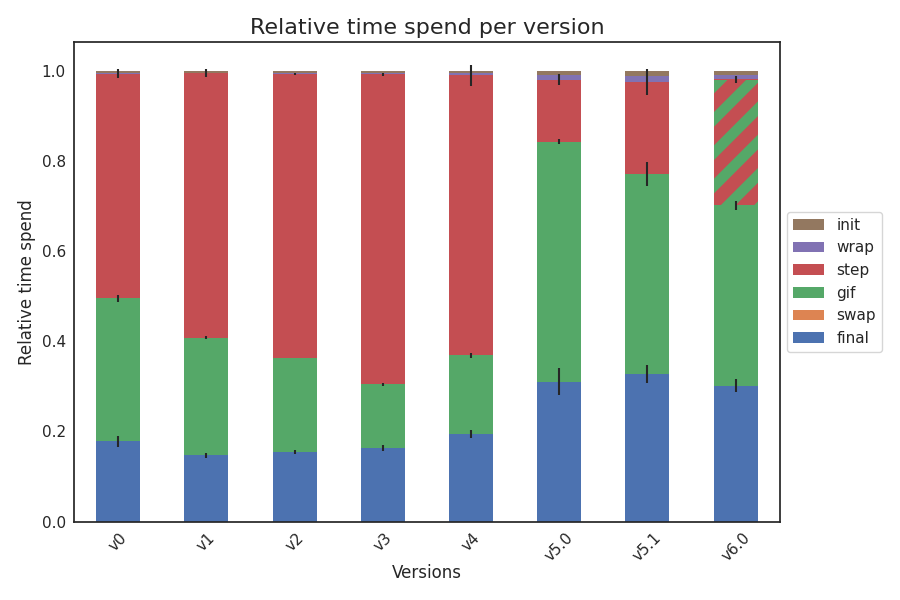 Relative time spend per version
Relative time spend
1.0
0.8
0.6
0.4
0.2
0.0
v0
v1
v2
v3
v4
v5.0
v5.1
v6.0
Versions
init
wrap
step
gif
swap
final